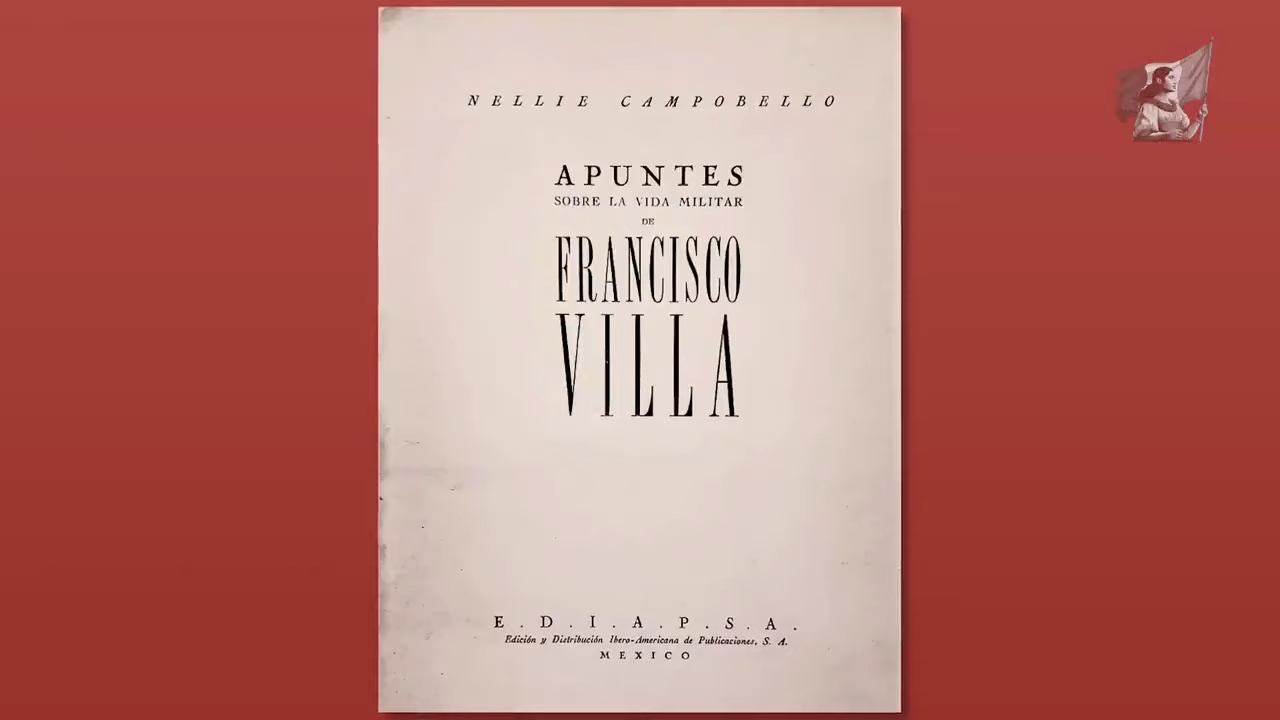 NELLIE CAMPOBELLO
APUNTES
SOBRE LA VIDA MILITAR
DE
FRANCISCO
VILLA
E.D.I.A.P.S.A.
Edición y Distribución Ibero-Americana de Publicaciones, S. A.
MEXICO